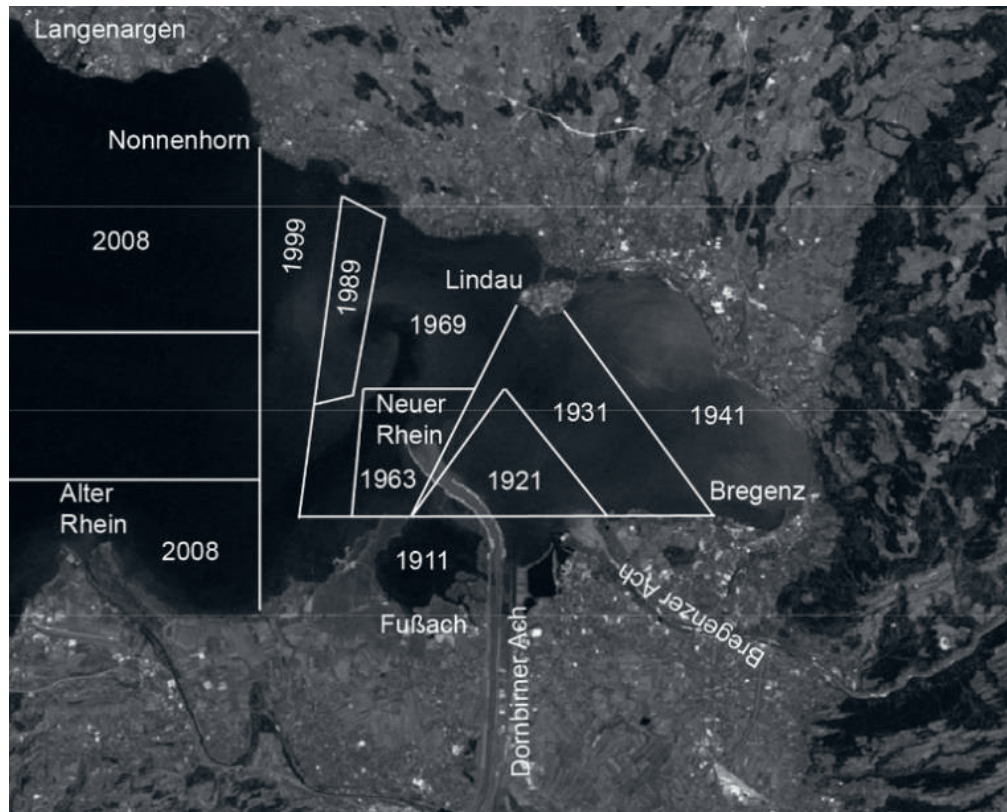 Langenargen
Nonnenhorn
2008
1999
1989
Lindau
1969
Neuer
Rhein
1931
1941
1963
1921
Bregenz
Alter
Rhein
2008
1911
Fußach
Dornbirner Ach
Bregenzer Ach